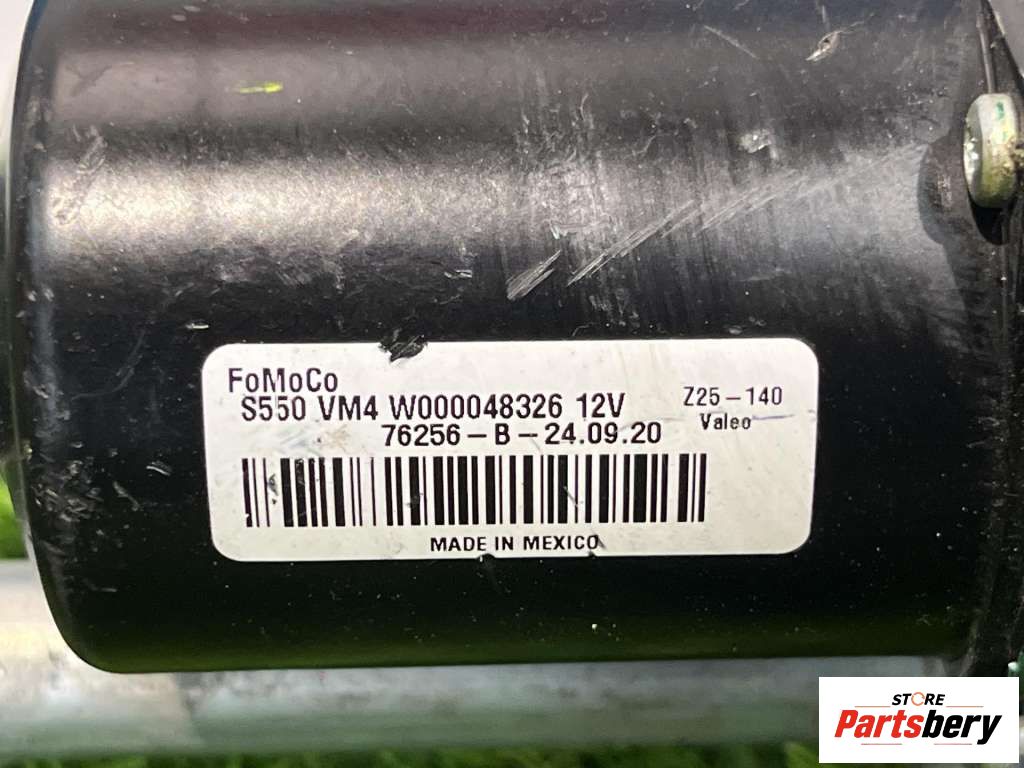 FoMoCo
S550 VM4 W000048326 12V
Z25-140
Valeo
76256-B-24.09.20
MADE IN MEXICO
STORE
Partsbery